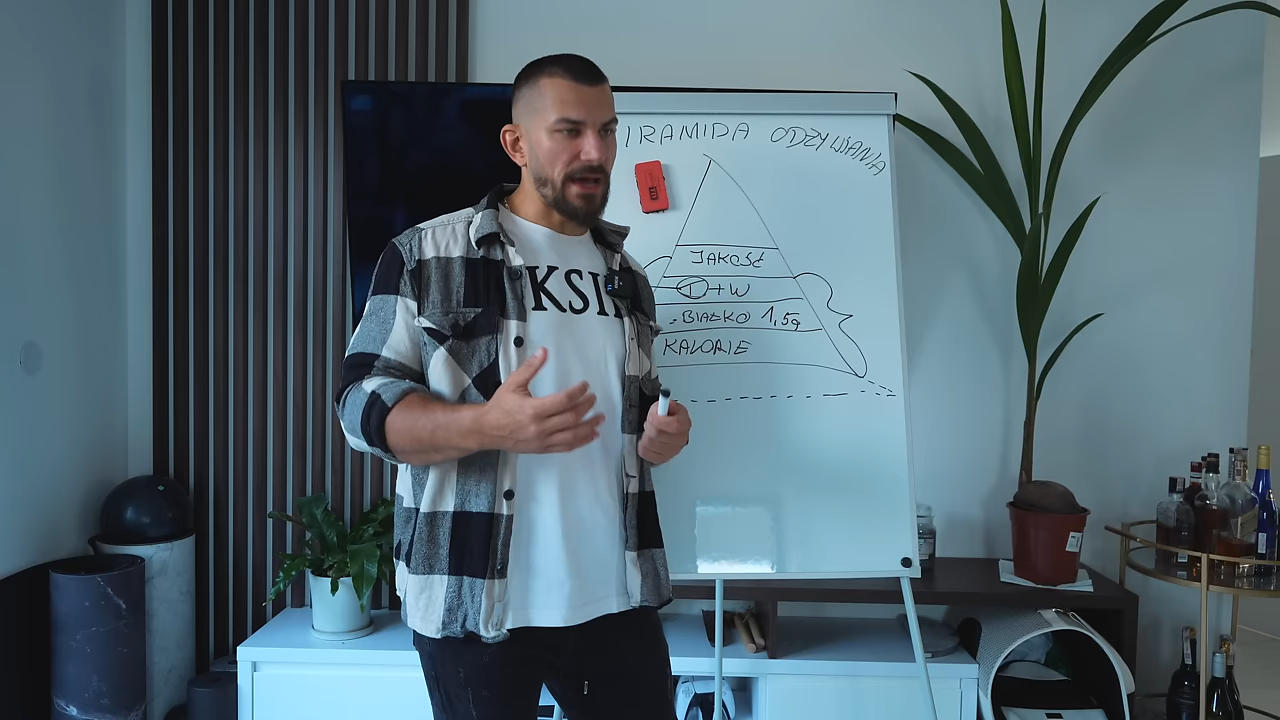 IRAMIDA ODŻYWIANIA
JAKOŚĆ
T+W
BIAŁKO 1,5g
KALORIE
KSI